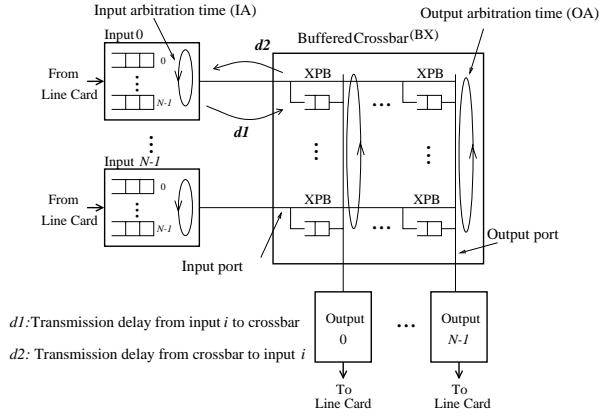 Input arbitration time (IA)
Output arbitration time (OA)
Input 0
d2
Buffered Crossbar (BX)
0
XPB
XPB
From
Line Card
N-1
d1
Input N-1
XPB
XPB
0
From
Line Card
N-1
Output port
Input port
d1:Transmission delay from input i to crossbar
d2: Transmission delay from crossbar to input i
Output
0
Output
N-1
To
Line Card
To
Line Card